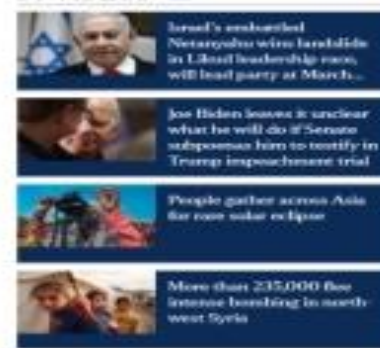 Israel's embattled
Netanyahu wins landslide
in Likud leadership race,
will lead party at March...
Joe Biden leaves it unclear
what he will do if Senate
subpoenas him to testify in
Trump impeachment trial
People gather across Asia
for rare solar eclipse
More than 235,000 flee
intense bombing in north-
west Syria